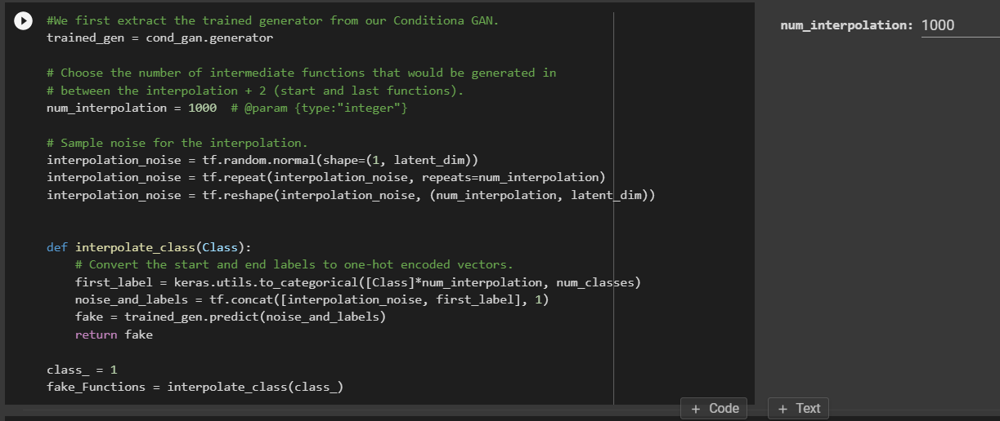 #We first extract the trained generator from our Conditiona GAN.
trained_gen = cond_gan.generator
# Choose the number of intermediate functions that would be generated in
# between the interpolation + 2 (start and last functions).
num_interpolation = 1000  # @param {type:"integer"}
# Sample noise for the interpolation.
interpolation_noise = tf.random.normal(shape=(1, latent_dim))
interpolation_noise = tf.repeat(interpolation_noise, repeats=num_interpolation)
interpolation_noise = tf.reshape(interpolation_noise, (num_interpolation, latent_dim))
def interpolate_class(Class):
    # Convert the start and end labels to one-hot encoded vectors.
    first_label = keras.utils.to_categorical([Class]*num_interpolation, num_classes)
    noise_and_labels = tf.concat([interpolation_noise, first_label], 1)
    fake = trained_gen.predict(noise_and_labels)
    return fake
class_ = 1
fake_Functions = interpolate_class(class_)
num_interpolation: 1000
+ Code
+ Text